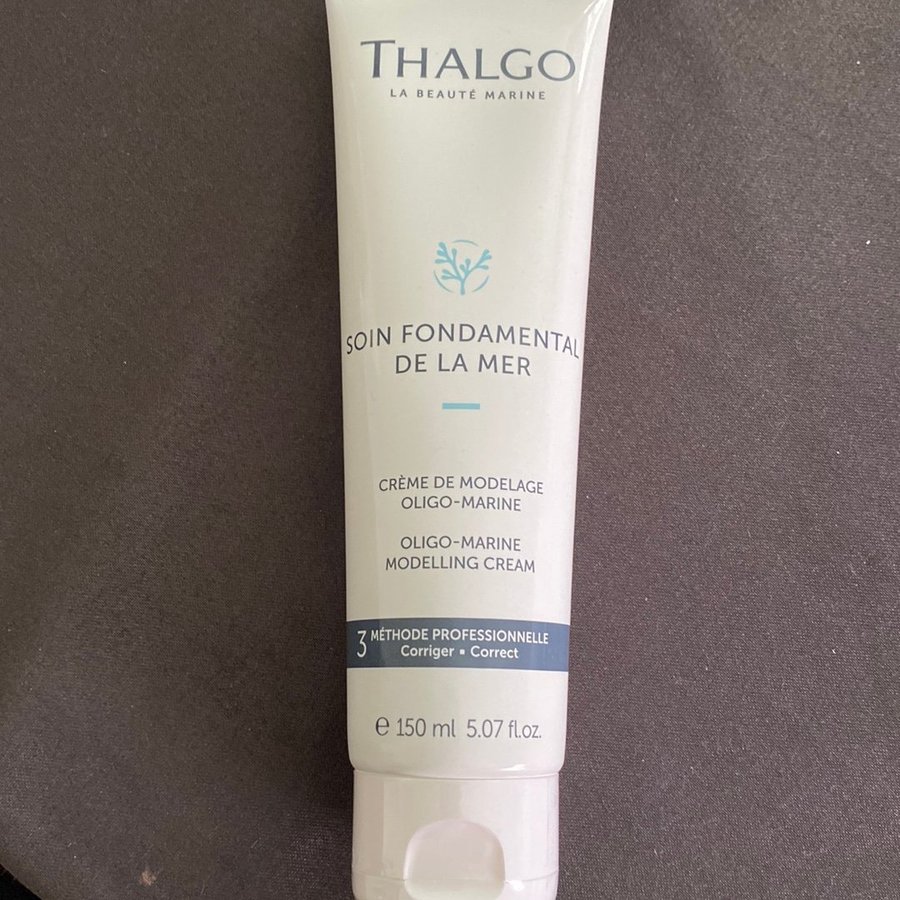 THALGO
LA BEAUTÉ MARINE
SOIN FONDAMENTAL
DE LA MER
CRÈME DE MODELAGE
OLIGO-MARINE
OLIGO-MARINE
MODELLING CREAM
3 MÉTHODE PROFESSIONNELLE
Corriger ▪ Correct
℮ 150 ml 5.07 fl.oz.